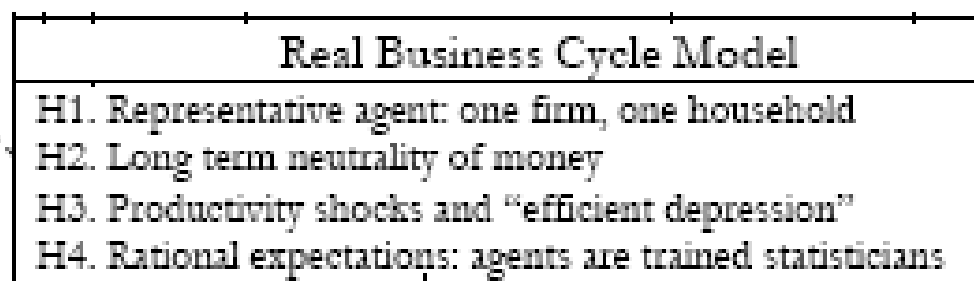 Real Business Cycle Model
H1. Representative agent: one firm, one household
H2. Long term neutrality of money
H3. Productivity shocks and “efficient depression”
H4. Rational expectations: agents are trained statisticians